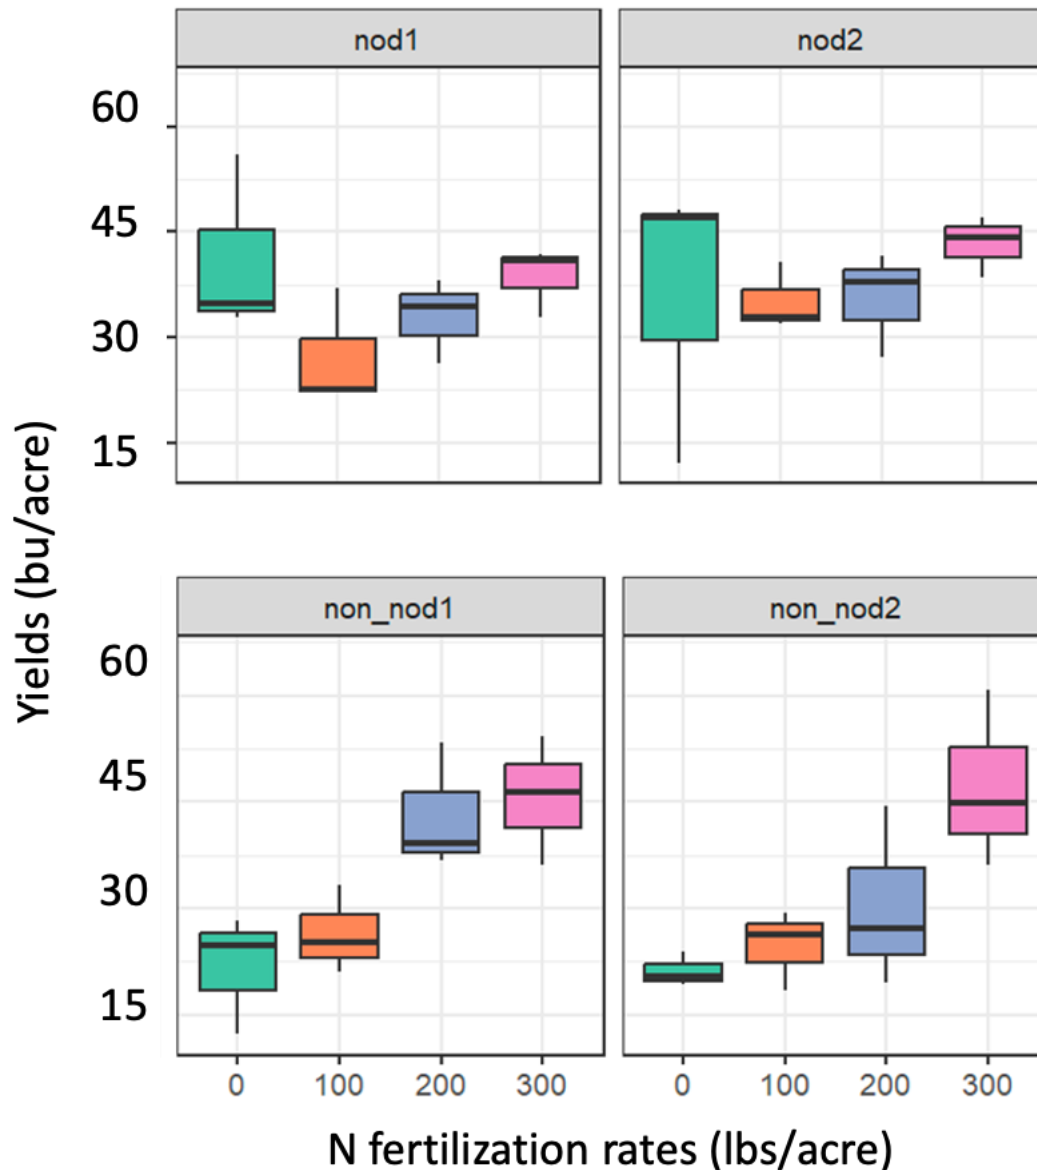 nod1
nod2
60
45
30
15
Yields (bu/acre)
non_nod1
non_nod2
60
45
30
15
0 100 200 300
0 100 200 300
N fertilization rates (lbs/acre)